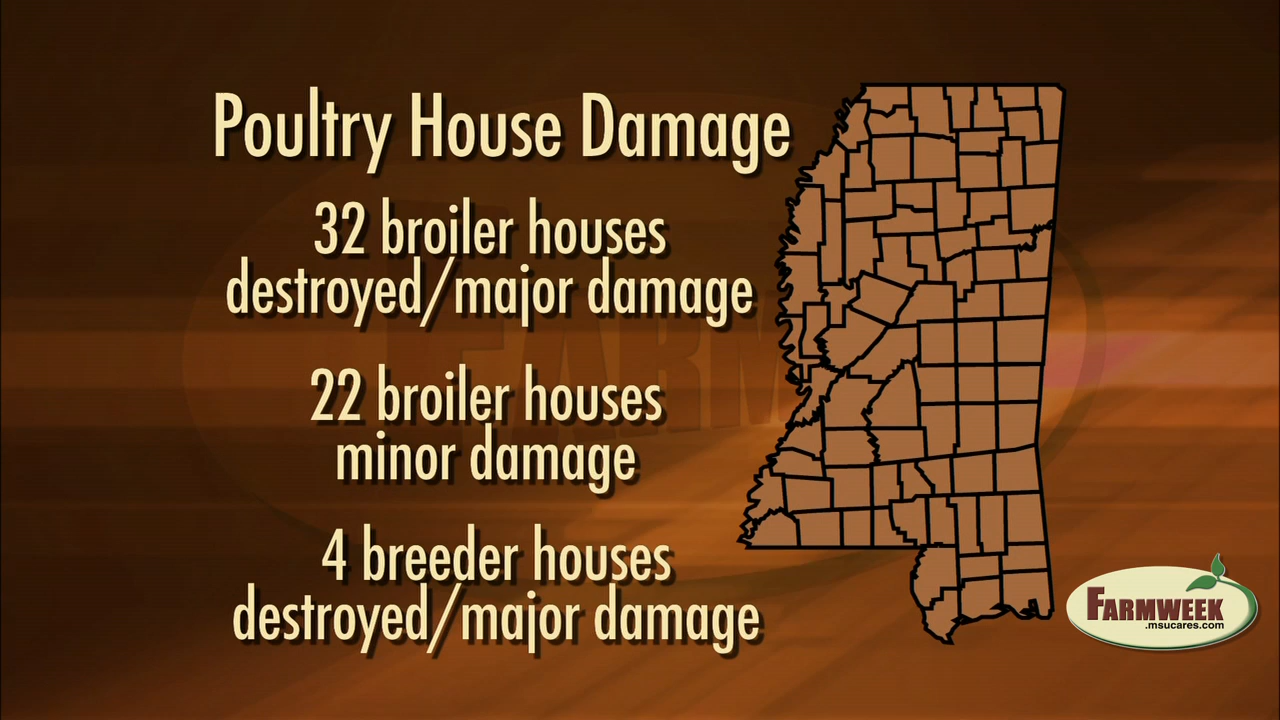 Poultry House Damage
32 broiler houses
destroyed/major damage
22 broiler houses
minor damage
4 breeder houses
destroyed/major damage
FARM
FARMWEEK
.msucares.com